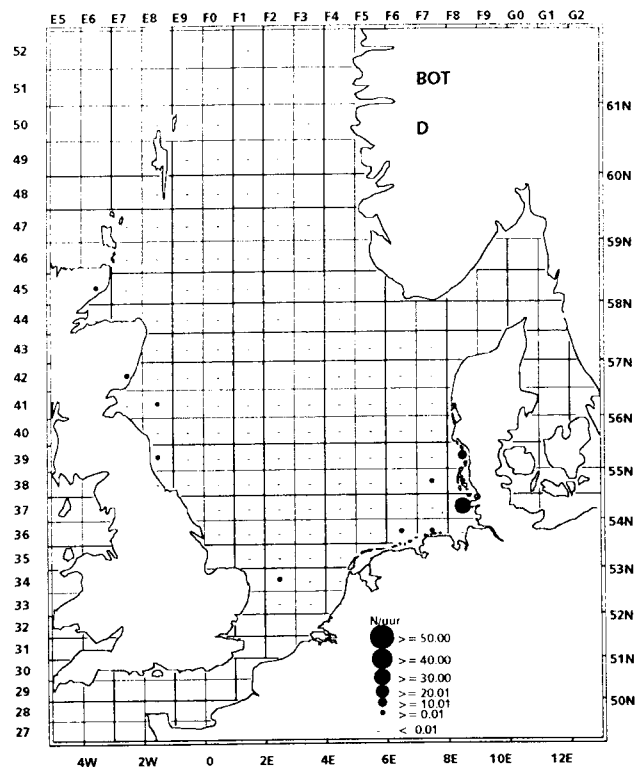 E5 E6 E7 E8 E9 F0 F1 F2 F3 F4 F5 F6 F7 F8 F9 G0 G1 G2
52
51
50
49
48
47
46
45
44
43
42
41
40
39
38
37
36
35
34
33
32
31
30
29
28
27
BOT
D
61N
60N
59N
58N
57N
56N
55N
54N
53N
52N
51N
50N
N/uur
>= 50.00
>= 40.00
>= 30.00
>= 20.01
>= 10.01
>= 0.01
< 0.01
4W 2W 0 2E 4E 6E 8E 10E 12E